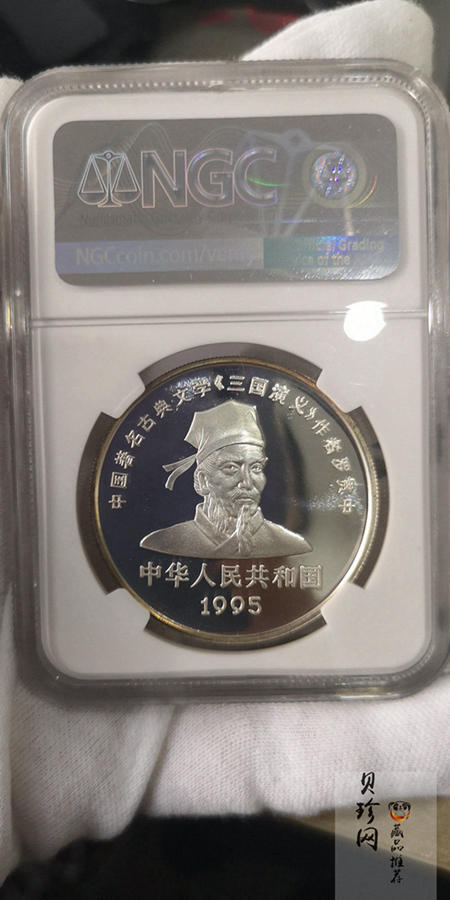 NGC
NGCcoin.com/verify
中国著名古典文学《三国演义》作者罗贯中
中华人民共和国
1995
贝珍网
藏品推荐